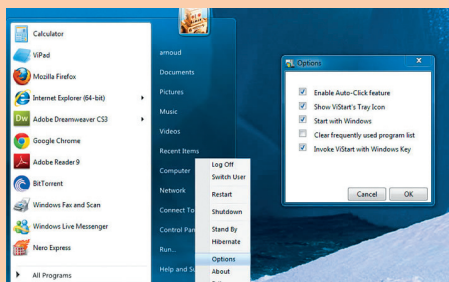 Calculator
ViPad
Mozilla Firefox
Internet Explorer (64-bit)
Dw Adobe Dreamweaver CS3
Google Chrome
Adobe Reader 9
BitTorrent
Windows Fax and Scan
Windows Live Messenger
Nero Express
All Programs
arnoud
Documents
Pictures
Music
Videos
Recent Items
Computer
Network
Connect To
Control Pan
Run...
Help and Su
Log Off
Switch User
Restart
Shutdown
Stand By
Hibernate
Options
About
Options
X
Enable Auto-Click feature
Show ViStart's Tray Icon
Start with Windows
Clear frequently used program list
Invoke ViStart with Windows Key
Cancel OK